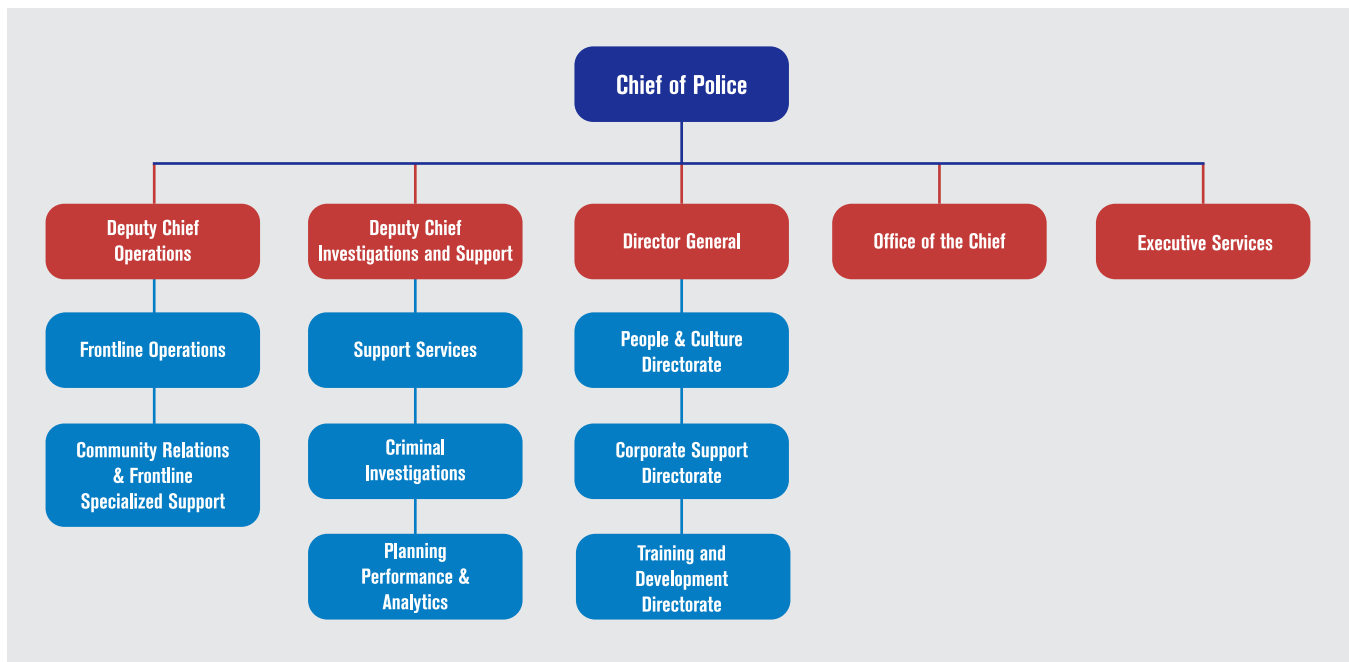 Chief of Police
Deputy Chief
Operations
Deputy Chief
Investigations and Support
Director General
Office of the Chief
Executive Services
Frontline Operations
Support Services
People & Culture
Directorate
Community Relations
& Frontline
Specialized Support
Criminal
Investigations
Corporate Support
Directorate
Planning
Performance &
Analytics
Training and
Development
Directorate